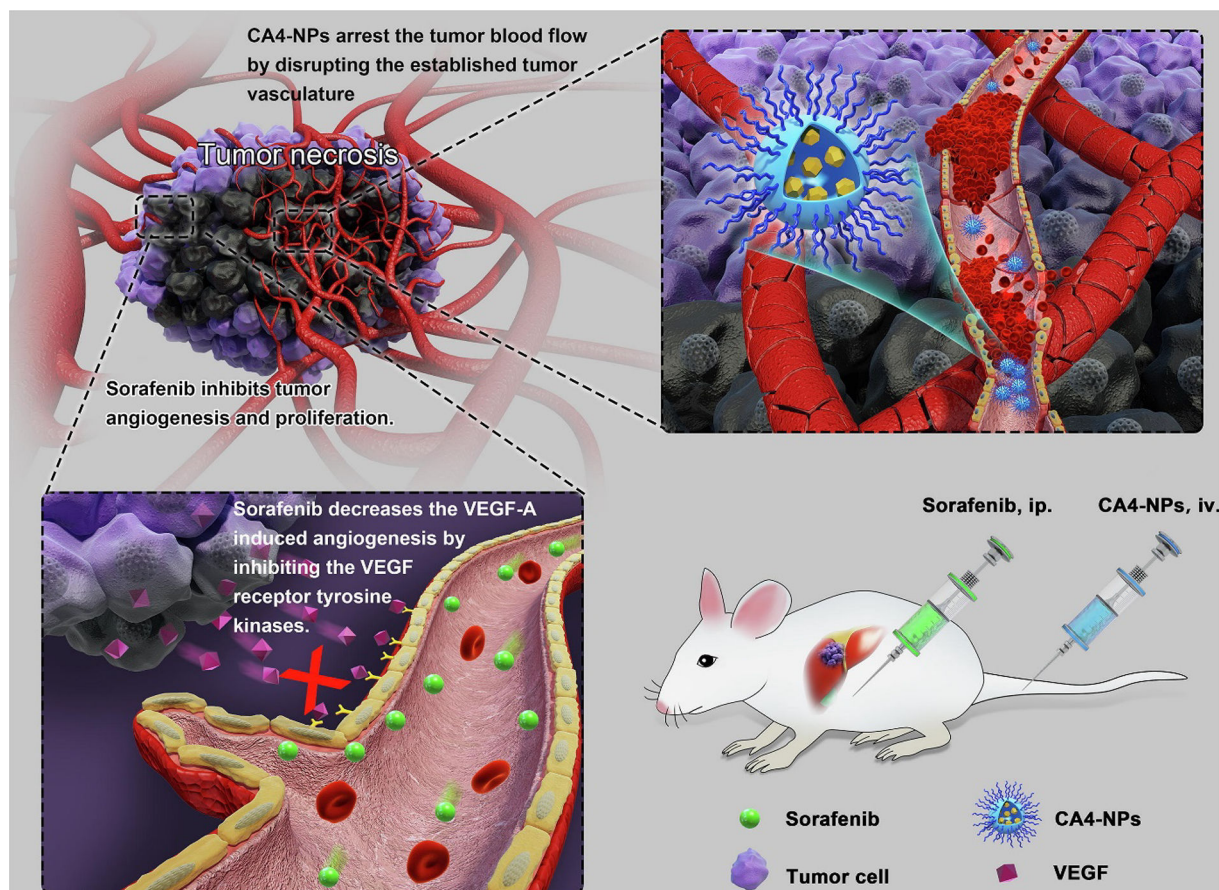 CA4-NPs arrest the tumor blood flow
by disrupting the established tumor
vasculature
Tumor necrosis
Sorafenib inhibits tumor
angiogenesis and proliferation.
Sorafenib decreases the VEGF-A
induced angiogenesis by
inhibiting the VEGF
receptor tyrosine
kinases.
Sorafenib, ip.
CA4-NPs, iv.
Sorafenib
CA4-NPs
Tumor cell
VEGF